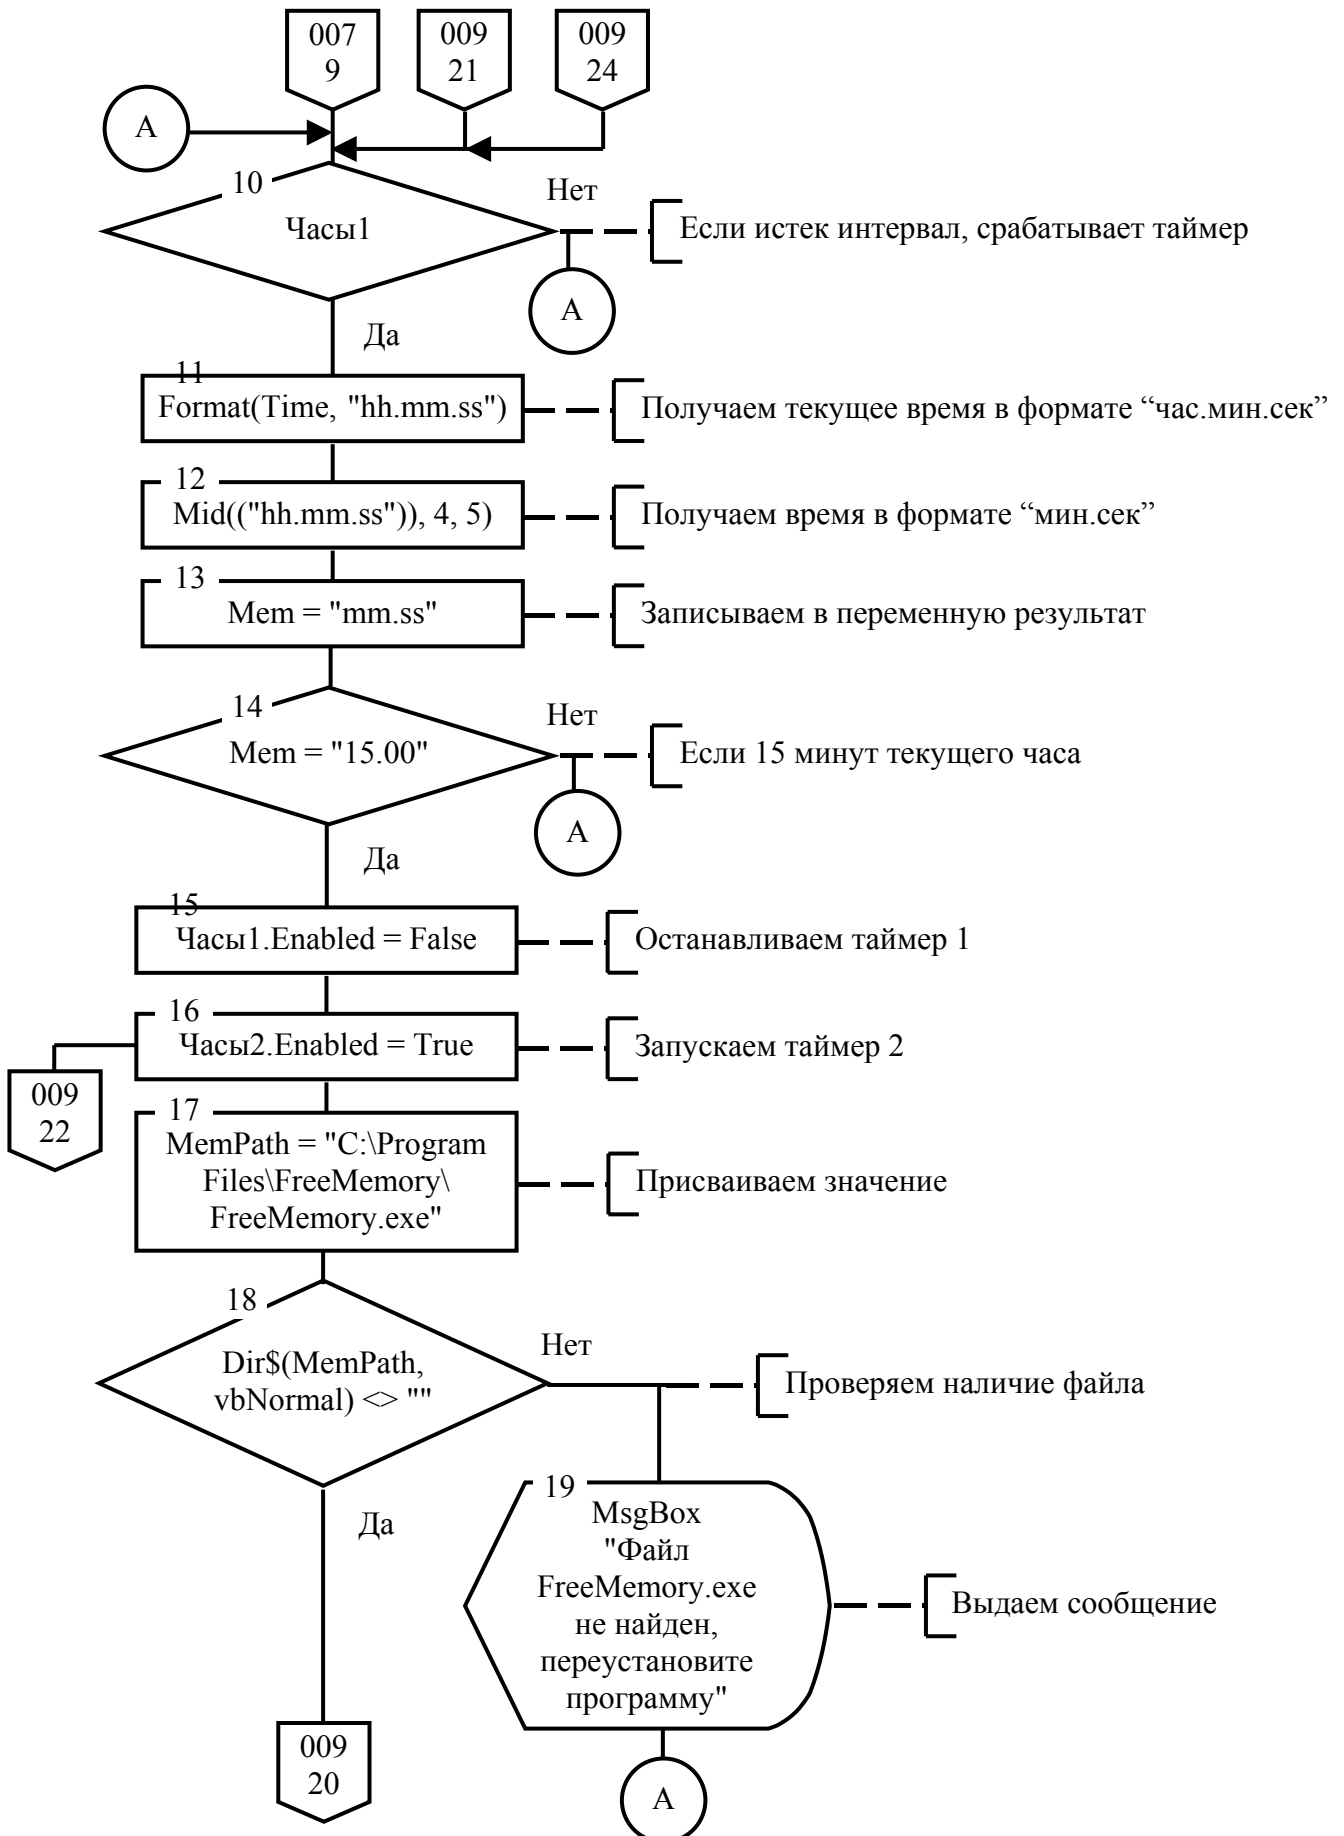 007
9
009
21
009
24
А
10
Нет
Часы1
Если истек интервал, срабатывает таймер
А
Да
11
Format(Time, "hh.mm.ss")
Получаем текущее время в формате “час.мин.сек”
12
Mid(("hh.mm.ss")), 4, 5)
Получаем время в формате “мин.сек”
13
Mem = "mm.ss"
Записываем в переменную результат
14
Нет
Mem = "15.00"
Если 15 минут текущего часа
А
Да
15
Часы1.Enabled = False
Останавливаем таймер 1
16
Часы2.Enabled = True
Запускаем таймер 2
009
22
17
MemPath = "C:\Program
Files\FreeMemory\
FreeMemory.exe"
Присваиваем значение
18
Нет
Dir$(MemPath,
vbNormal) <> ""
Проверяем наличие файла
Да
19
MsgBox
"Файл
FreeMemory.exe
не найден,
переустановите
программу"
Выдаем сообщение
009
20
А